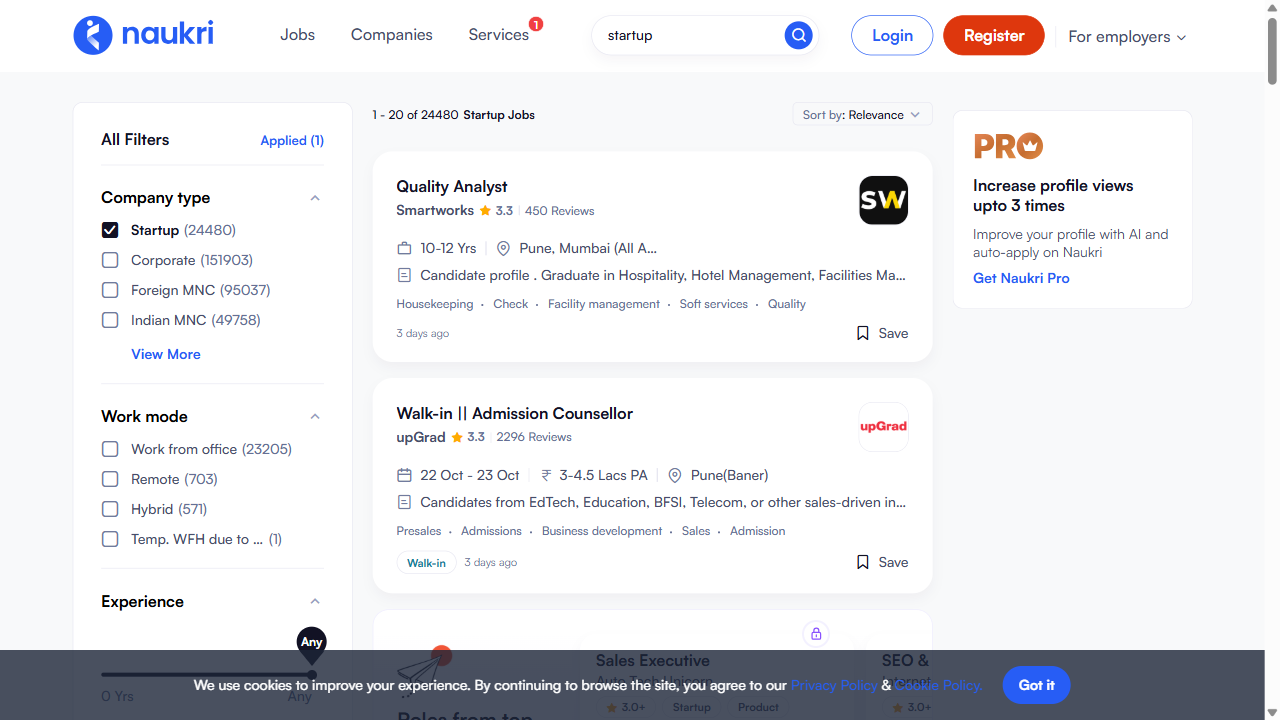 naukri
Jobs
Companies
Services
1
startup
Login
Register
For employers
All Filters
Applied (1)
Company type
Startup (24480)
Corporate (151903)
Foreign MNC (95037)
Indian MNC (49758)
View More
Work mode
Work from office (23205)
Remote (703)
Hybrid (571)
Temp. WFH due to ... (1)
Experience
Any
0 Yrs
Any
1 - 20 of 24480 Startup Jobs
Sort by: Relevance
Quality Analyst
Smartworks 3.3 450 Reviews
SW
10-12 Yrs
Pune, Mumbai (All A...
Candidate profile . Graduate in Hospitality, Hotel Management, Facilities Ma...
Housekeeping · Check · Facility management · Soft services · Quality
3 days ago
Save
Walk-in || Admission Counsellor
upGrad 3.3 2296 Reviews
upGrad
22 Oct - 23 Oct
₹ 3-4.5 Lacs PA
Pune(Baner)
Candidates from EdTech, Education, BFSI, Telecom, or other sales-driven in...
Presales · Admissions · Business development · Sales · Admission
Walk-in
3 days ago
Save
Sales Executive
Auto Tech Unicorn
3.0+
Startup
Product
SEO &
Internet
3.0+
Roles from top
PRO
Increase profile views
upto 3 times
Improve your profile with AI and
auto-apply on Naukri
Get Naukri Pro
We use cookies to improve your experience. By continuing to browse the site, you agree to our Privacy Policy & Cookie Policy.
Got it